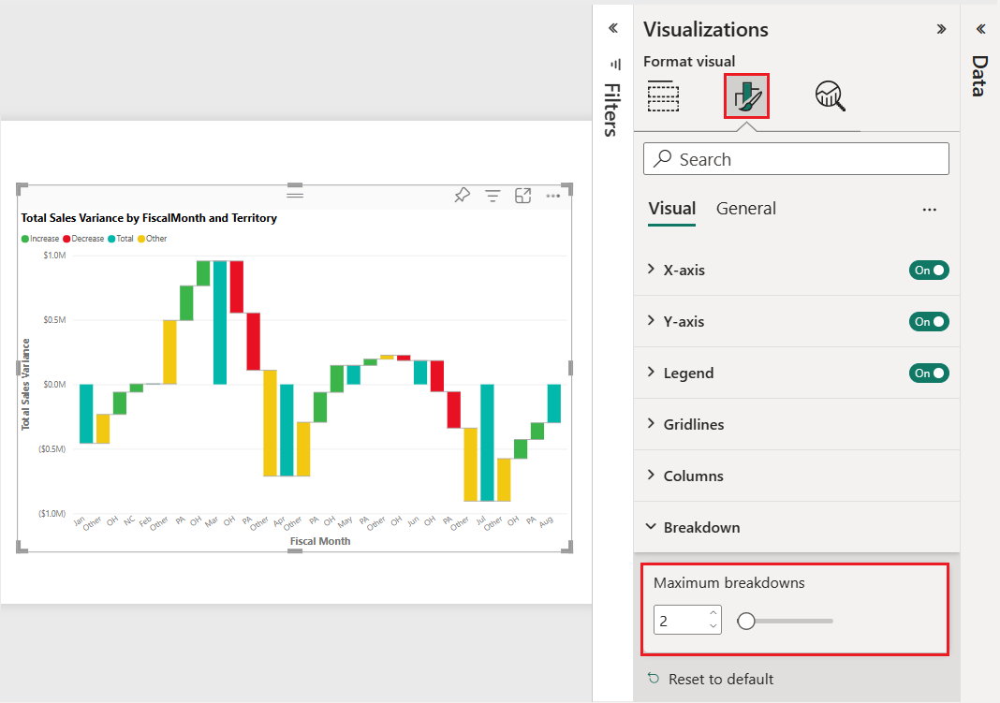 Total Sales Variance by FiscalMonth and Territory
Increase Decrease Total Other
$1.0M
$0.5M
$0.0M
($0.5M)
($1.0M)
Total Sales Variance
Jan Other OH NC Feb Other PA OH Mar OH PA Other Apr Other PA OH May PA Other OH Jun OH PA Other Jul Other OH PA Aug
Fiscal Month
Filters
Visualizations
Format visual
Search
Visual General
X-axis On
Y-axis On
Legend On
Gridlines
Columns
Breakdown
Maximum breakdowns
2
Reset to default
Data